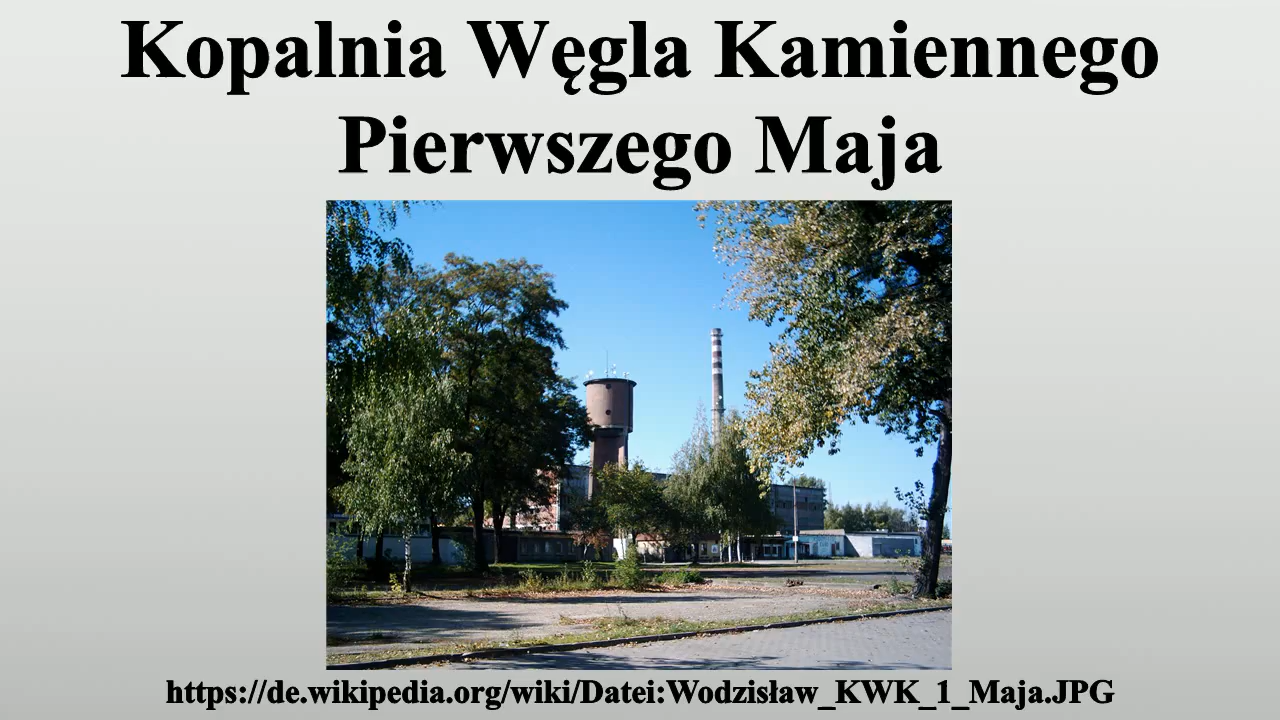 Kopalnia Węgla Kamiennego
Pierwszego Maja
https://de.wikipedia.org/wiki/Datei:Wodzisław_KWK_1_Maja.JPG